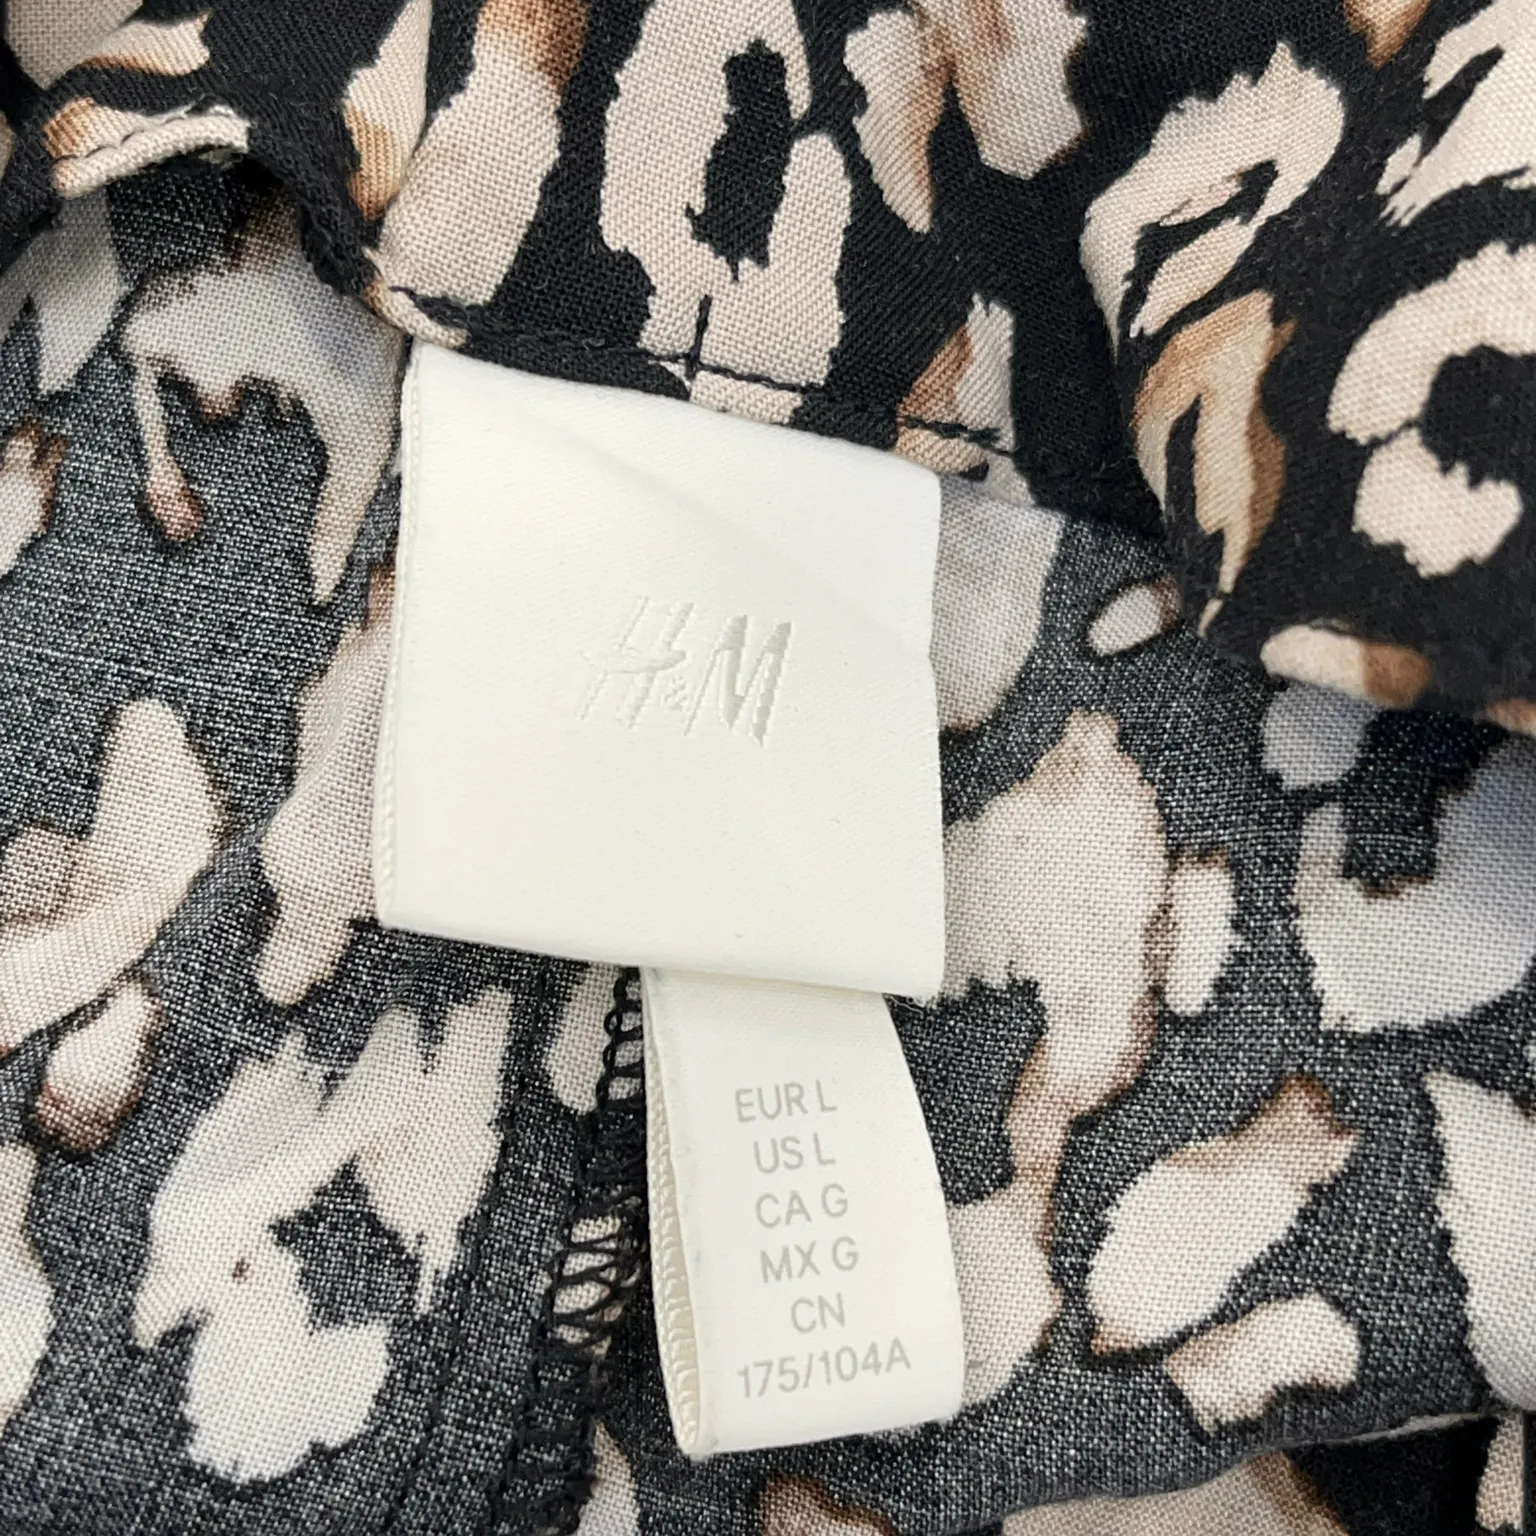 H&M
EUR L
US L
CA G
MX G
CN
175/104A